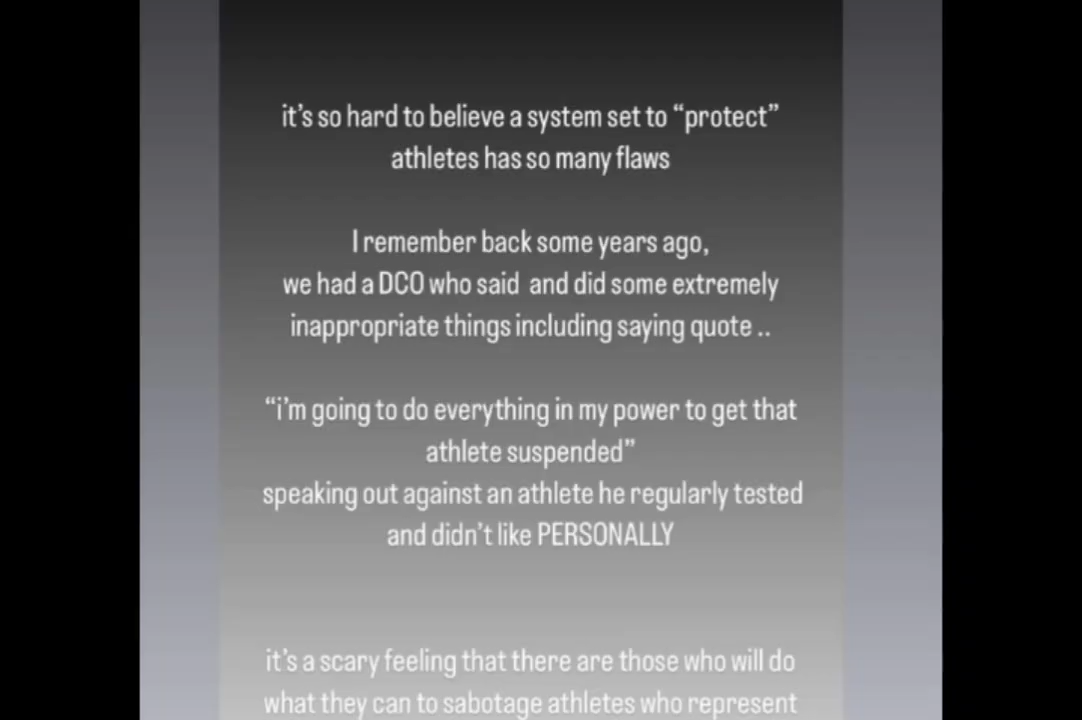 it’s so hard to believe a system set to “protect”
athletes has so many flaws
I remember back some years ago,
we had a DCO who said and did some extremely
inappropriate things including saying quote ..
“i’m going to do everything in my power to get that
athlete suspended”
speaking out against an athlete he regularly tested
and didn’t like PERSONALLY
it’s a scary feeling that there are those who will do
what they can to sabotage athletes who represent